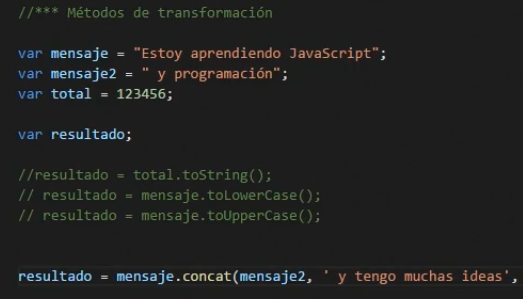 //*** Métodos de transformación
var mensaje = "Estoy aprendiendo JavaScript";
var mensaje2 = " y programación";
var total = 123456;
var resultado;
//resultado = total.toString();
// resultado = mensaje.toLowerCase();
// resultado = mensaje.toUpperCase();
resultado = mensaje.concat(mensaje2, ' y tengo muchas ideas',